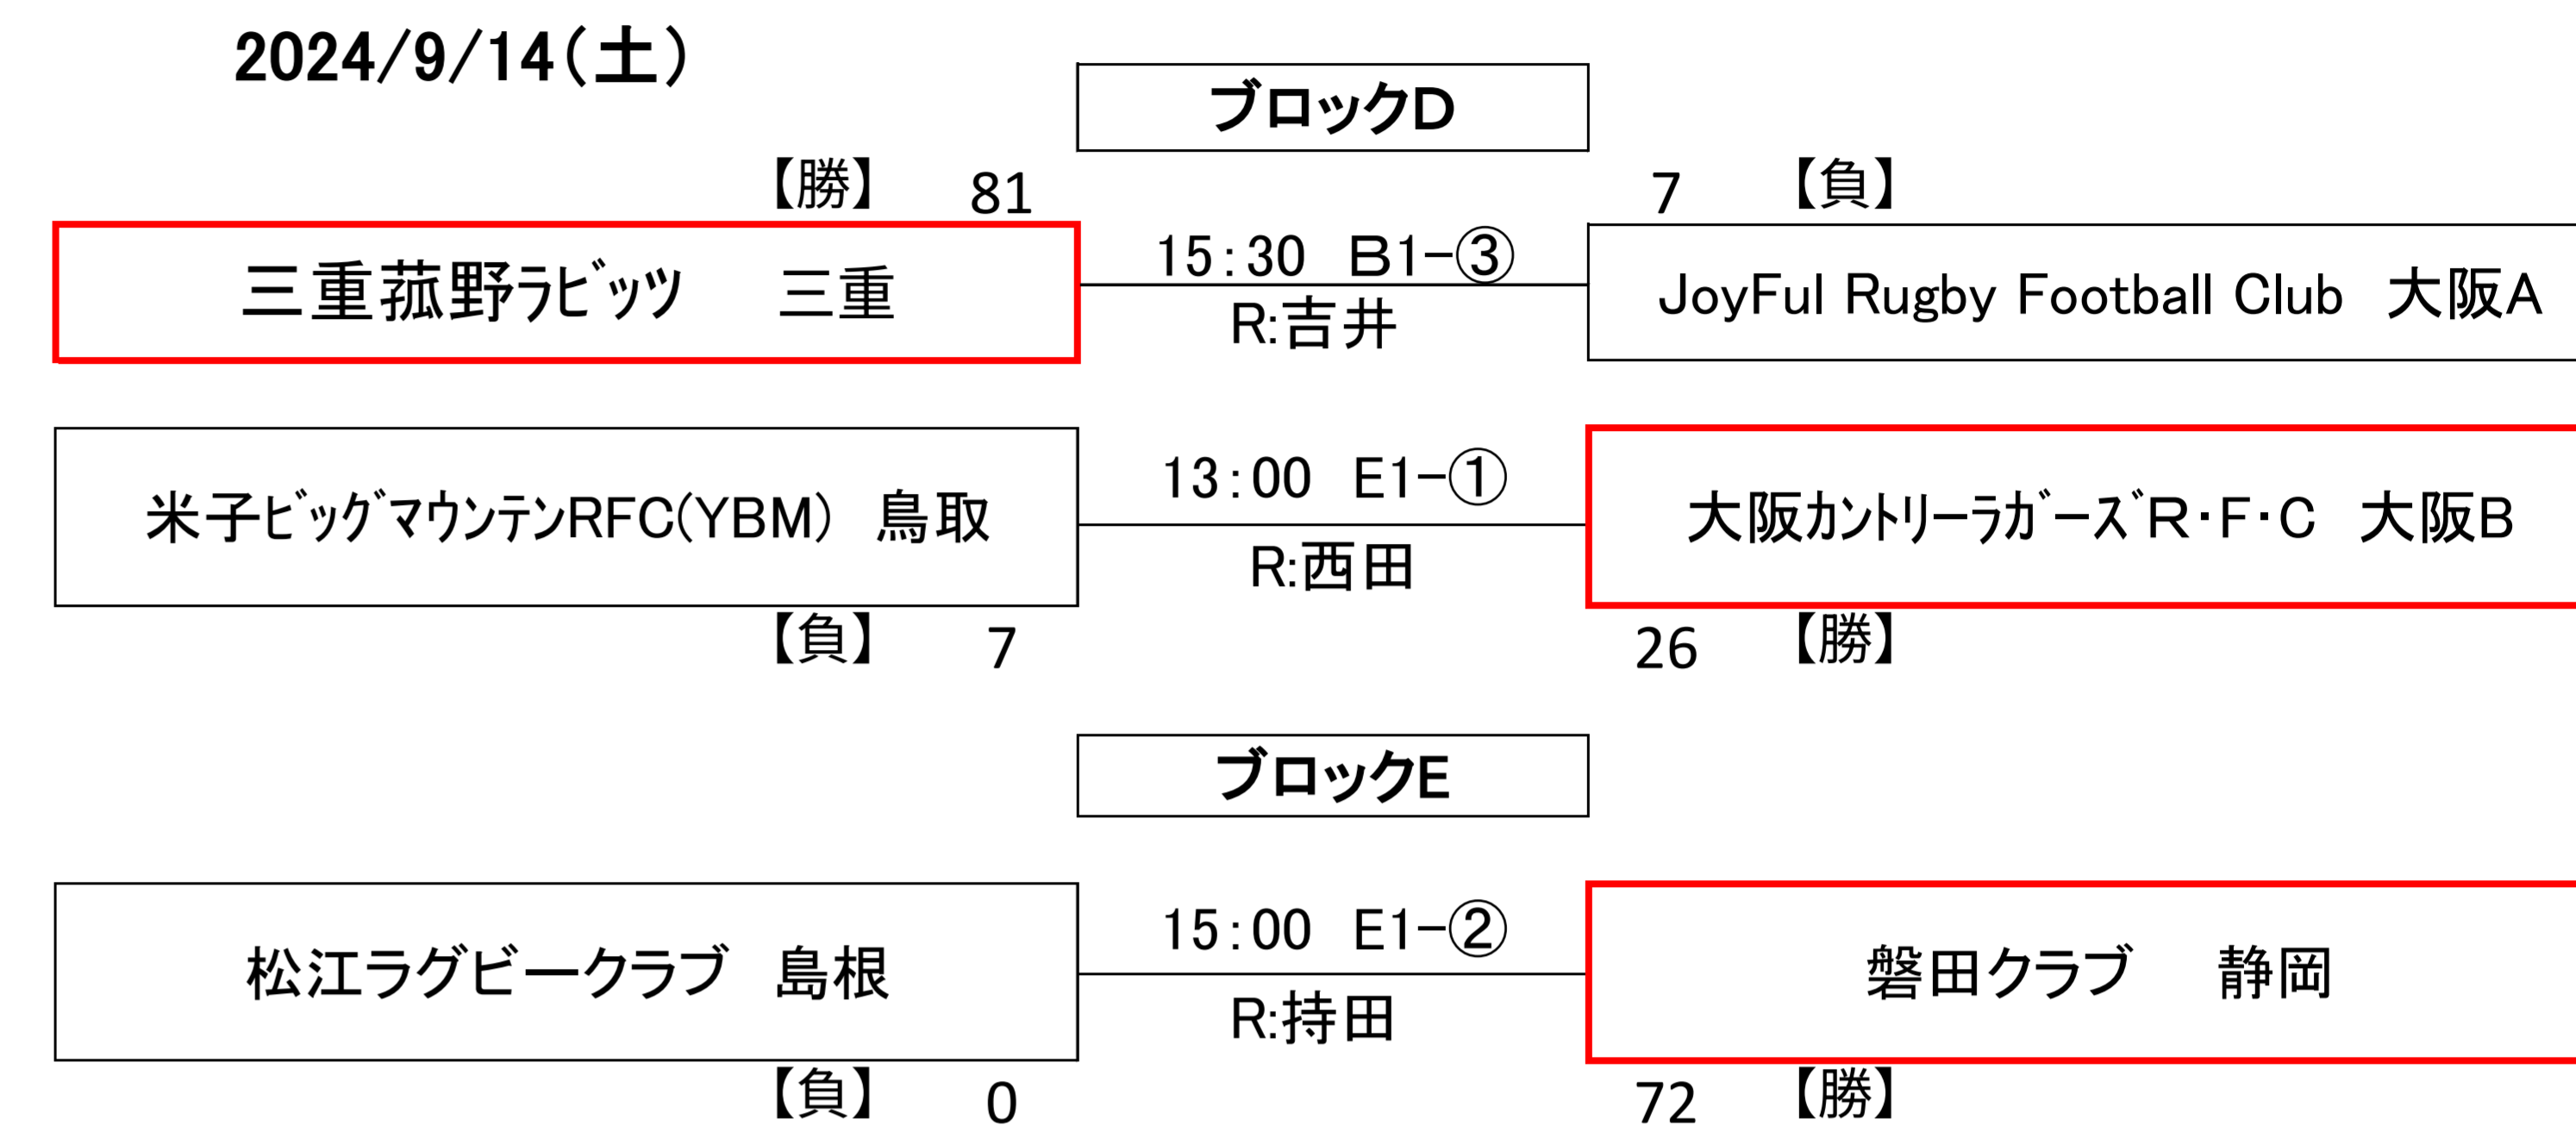 2024/9/14(土)
ブロックD
【勝】 81 7 【負】
三重菰野ﾗﾋﾞｯﾂ 三重 15:30 B1-③ JoyFul Rugby Football Club 大阪A
R:吉井
米子ﾋﾞｯｸﾞﾏｳﾝﾃﾝRFC(YBM) 鳥取 13:00 E1-① 大阪ｶﾝﾄﾘｰﾗｶﾞｰｽﾞR･F･C 大阪B
R:西田
【負】 7 26 【勝】
ブロックE
松江ラグビークラブ 島根 15:00 E1-② 磐田クラブ 静岡
R:持田
【負】 0 72 【勝】